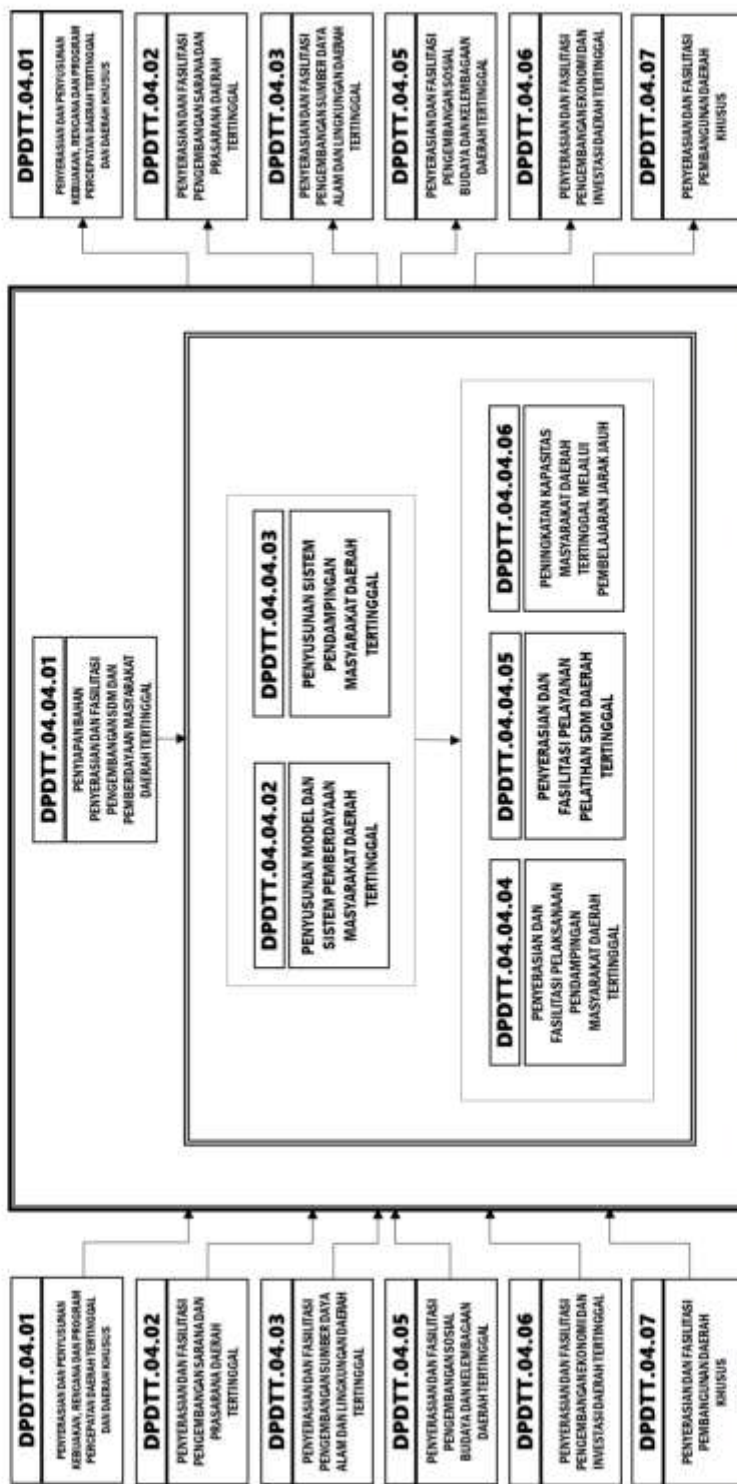 DPDTT.04.01
PENYERASIAN DAN PENYUSUNAN
KEBIJAKAN, RENCANA DAN PROGRAM
PERCEPATAN DAERAH TERTINGGAL
DAN DAERAH KHUSUS
DPDTT.04.02
PENYERASIAN DAN FASILITASI
PENGEMBANGAN SARANA DAN
PRASARANA DAERAH
TERTINGGAL
DPDTT.04.03
PENYERASIAN DAN FASILITASI
PENGEMBANGAN SUMBER DAYA
ALAM DAN LINGKUNGAN DAERAH
TERTINGGAL
DPDTT.04.05
PENYERASIAN DAN FASILITASI
PENGEMBANGAN SOSIAL
BUDAYA DAN KELEMBAGAAN
DAERAH TERTINGGAL
DPDTT.04.06
PENYERASIAN DAN FASILITASI
PENGEMBANGAN EKONOMI DAN
INVESTASI DAERAH TERTINGGAL
DPDTT.04.07
PENYERASIAN DAN FASILITASI
PEMBANGUNAN DAERAH
KHUSUS
DPDTT.04.04.01
PENYIAPAN BAHAN
PENYERASIAN DAN FASILITASI
PENGEMBANGAN SDM DAN
PEMBERDAYAAN MASYARAKAT
DAERAH TERTINGGAL
DPDTT.04.04.02
PENYUSUNAN MODEL DAN
SISTEM PEMBERDAYAAN
MASYARAKAT DAERAH
TERTINGGAL
DPDTT.04.04.03
PENYUSUNAN SISTEM
PENDAMPINGAN
MASYARAKAT DAERAH
TERTINGGAL
DPDTT.04.04.04
PENYERASIAN DAN
FASILITASI PELAKSANAAN
PENDAMPINGAN
MASYARAKAT DAERAH
TERTINGGAL
DPDTT.04.04.05
PENYERASIAN DAN
FASILITASI PELAYANAN
PELATIHAN SDM DAERAH
TERTINGGAL
DPDTT.04.04.06
PENINGKATAN KAPASITAS
MASYARAKAT DAERAH
TERTINGGAL MELALUI
PEMBELAJARAN JARAK JAUH
DPDTT.04.01
PENYERASIAN DAN PENYUSUNAN
KEBIJAKAN, RENCANA DAN PROGRAM
PERCEPATAN DAERAH TERTINGGAL
DAN DAERAH KHUSUS
DPDTT.04.02
PENYERASIAN DAN FASILITASI
PENGEMBANGAN SARANA DAN
PRASARANA DAERAH
TERTINGGAL
DPDTT.04.03
PENYERASIAN DAN FASILITASI
PENGEMBANGAN SUMBER DAYA
ALAM DAN LINGKUNGAN DAERAH
TERTINGGAL
DPDTT.04.05
PENYERASIAN DAN FASILITASI
PENGEMBANGAN SOSIAL
BUDAYA DAN KELEMBAGAAN
DAERAH TERTINGGAL
DPDTT.04.06
PENYERASIAN DAN FASILITASI
PENGEMBANGAN EKONOMI DAN
INVESTASI DAERAH TERTINGGAL
DPDTT.04.07
PENYERASIAN DAN FASILITASI
PEMBANGUNAN DAERAH
KHUSUS